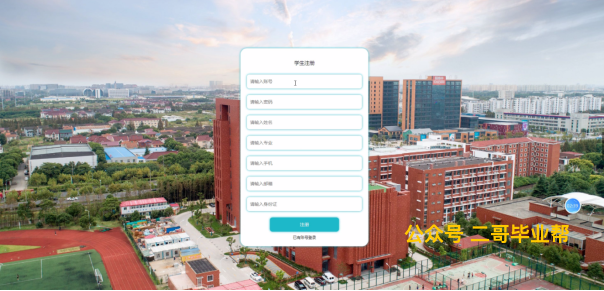 学生注册
请输入账号
请输入密码
请输入姓名
请输入专业
请输入手机
请输入邮箱
请输入身份证
注册
已有账号登录
公众号 二哥毕业帮